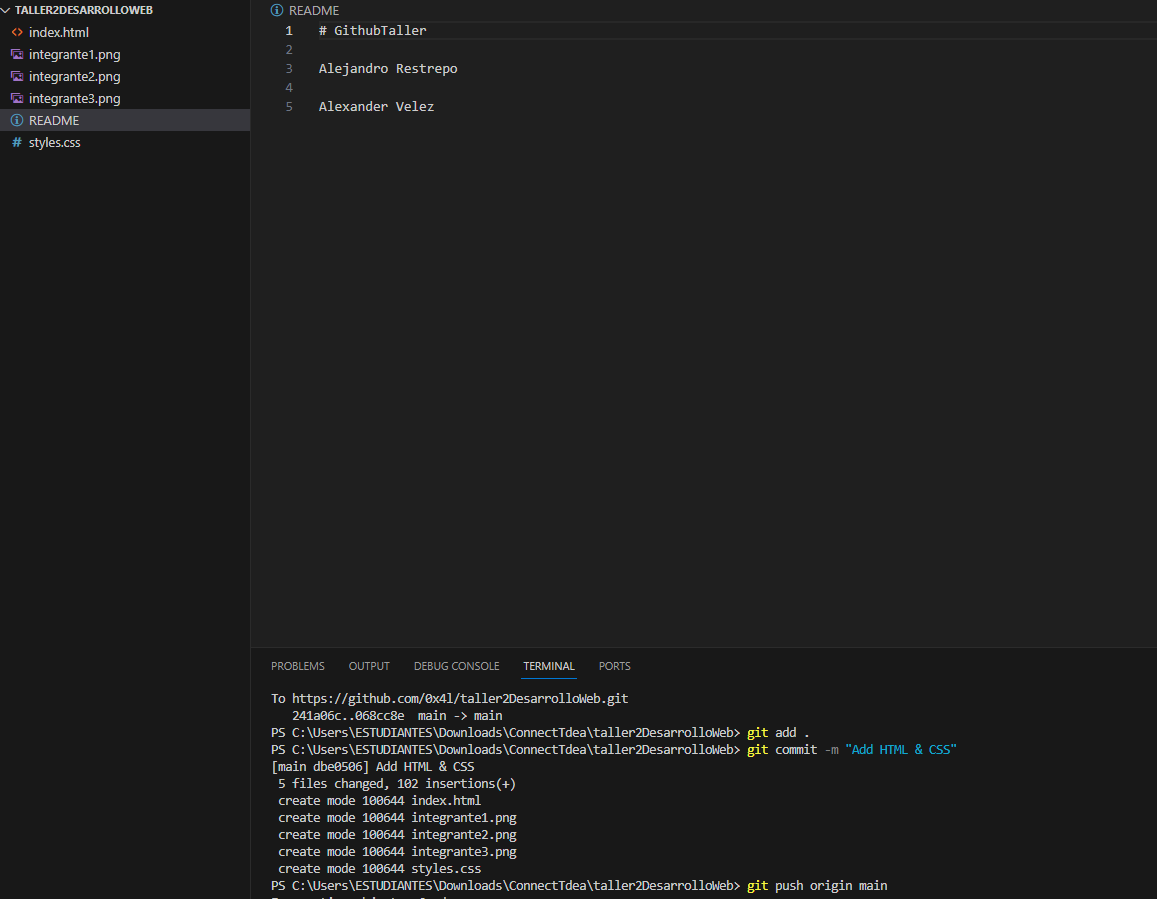 TALLER2DESARROLLOWEB
index.html
integrante1.png
integrante2.png
integrante3.png
README
# styles.css
README
1 # GithubTaller
2
3 Alejandro Restrepo
4
5 Alexander Velez
PROBLEMS OUTPUT DEBUG CONSOLE TERMINAL PORTS
To https://github.com/0x4l/taller2DesarrolloWeb.git
241a06c..068cc8e main -> main
PS C:\Users\ESTUDIANTES\Downloads\ConnectTdea\taller2DesarrolloWeb> git add .
PS C:\Users\ESTUDIANTES\Downloads\ConnectTdea\taller2DesarrolloWeb> git commit -m "Add HTML & CSS"
[main dbe0506] Add HTML & CSS
5 files changed, 102 insertions(+)
create mode 100644 index.html
create mode 100644 integrante1.png
create mode 100644 integrante2.png
create mode 100644 integrante3.png
create mode 100644 styles.css
PS C:\Users\ESTUDIANTES\Downloads\ConnectTdea\taller2DesarrolloWeb> git push origin main